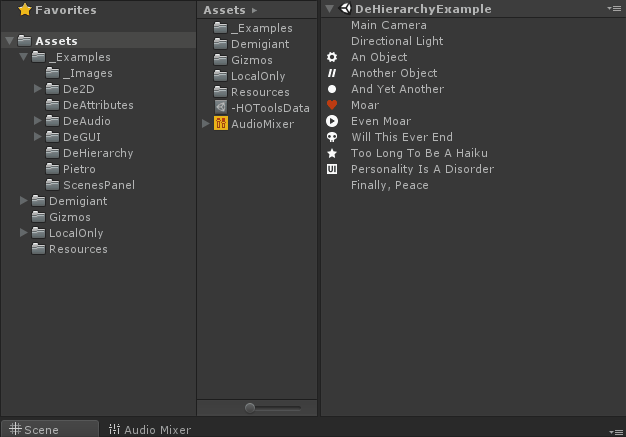 Favorites
Assets
_Examples
_Images
De2D
DeAttributes
DeAudio
DeGUI
DeHierarchy
Pietro
ScenesPanel
Demigiant
Gizmos
LocalOnly
Resources
Assets
_Examples
Demigiant
Gizmos
LocalOnly
Resources
-HOToolsData
AudioMixer
DeHierarchyExample
Main Camera
Directional Light
An Object
Another Object
And Yet Another
Moar
Even Moar
Will This Ever End
Too Long To Be A Haiku
UI Personality Is A Disorder
Finally, Peace
Scene
Audio Mixer